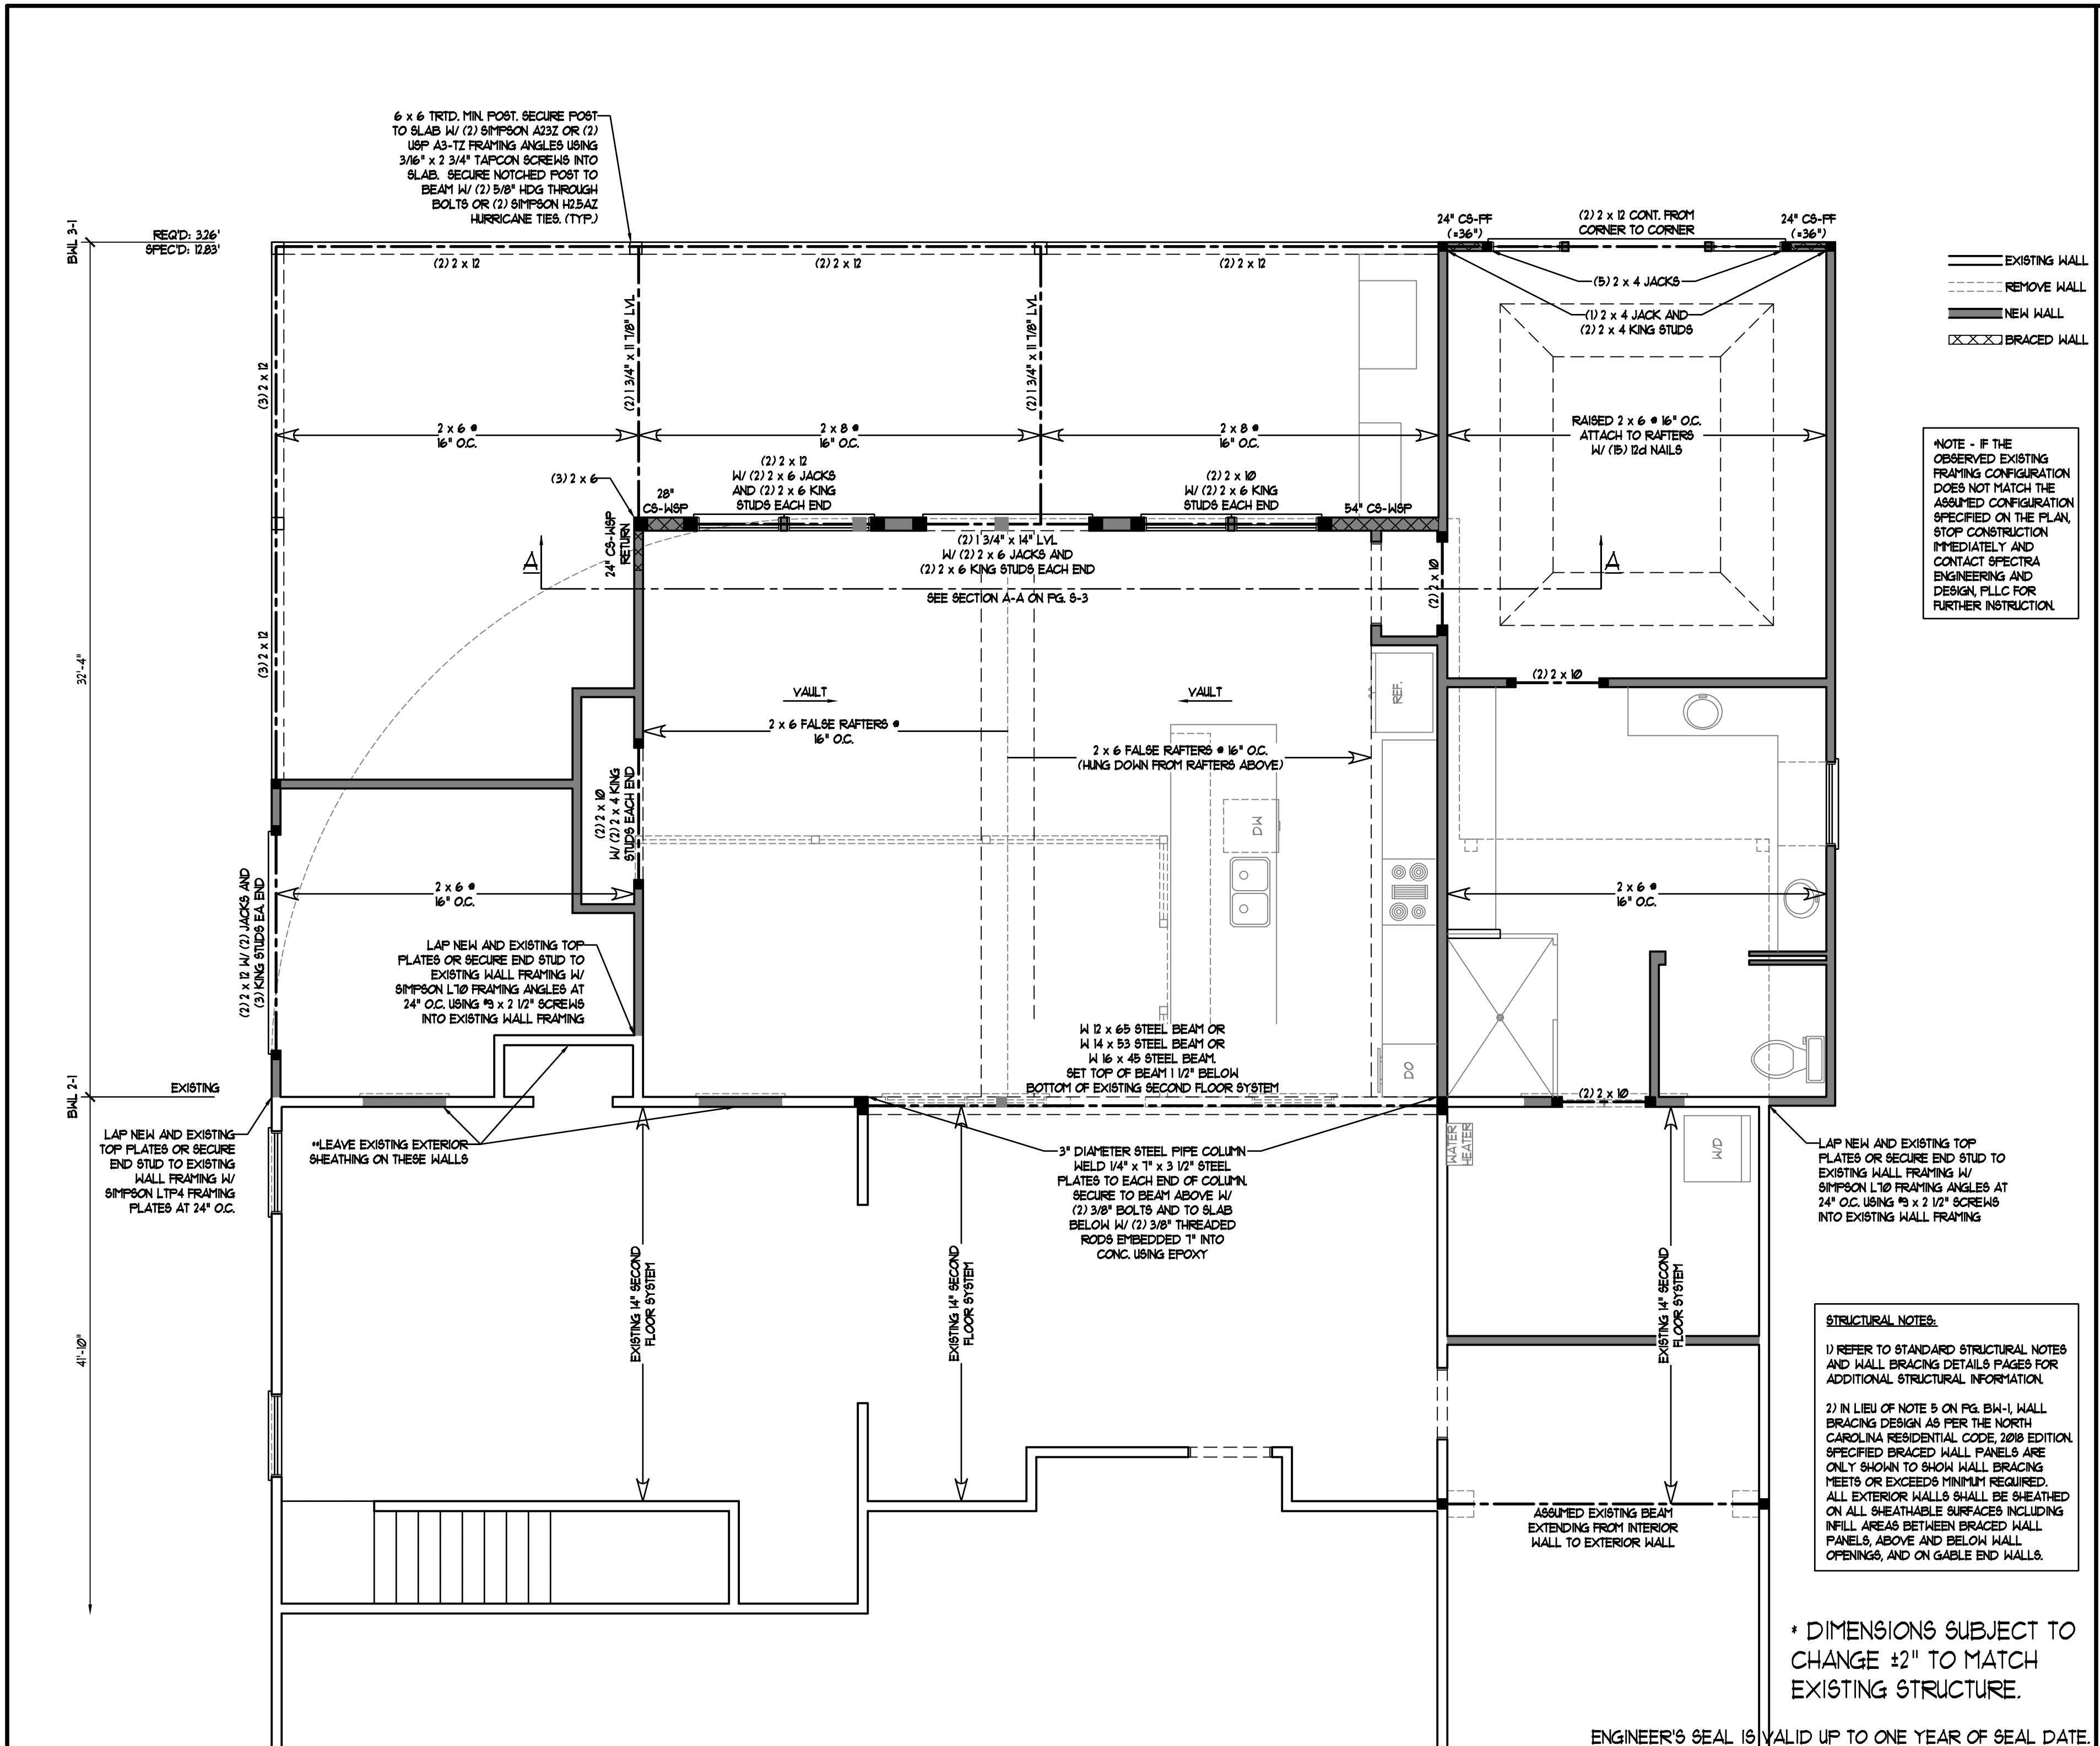 6 x 6 TRTD. MIN. POST. SECURE POST
TO SLAB W/ (2) SIMPSON A23Z OR (2)
USP A3-TZ FRAMING ANGLES USING
3/16" x 2 3/4" TAPCON SCREWS INTO
SLAB. SECURE NOTCHED POST TO
BEAM W/ (2) 5/8" HDG THROUGH
BOLTS OR (2) SIMPSON H2.5AZ
HURRICANE TIES. (TYP.)
BWL 3-1
REQ'D: 3.26'
SPEC'D: 12.83'
24" CS-PF
(=36")
(2) 2 x 12 CONT. FROM
CORNER TO CORNER
24" CS-PF
(=36")
(2) 2 x 12
(2) 2 x 12
(2) 2 x 12
(5) 2 x 4 JACKS
(1) 2 x 4 JACK AND
(2) 2 x 4 KING STUDS
EXISTING WALL
REMOVE WALL
NEW WALL
BRACED WALL
(3) 2 x 12
(2) 1 3/4" x 11 7/8" LVL
(2) 1 3/4" x 11 7/8" LVL
2 x 6 @
16" O.C.
2 x 8 @
16" O.C.
2 x 8 @
16" O.C.
RAISED 2 x 6 @ 16" O.C.
ATTACH TO RAFTERS
W/ (15) 12d NAILS
*NOTE - IF THE
OBSERVED EXISTING
FRAMING CONFIGURATION
DOES NOT MATCH THE
ASSUMED CONFIGURATION
SPECIFIED ON THE PLAN,
STOP CONSTRUCTION
IMMEDIATELY AND
CONTACT SPECTRA
ENGINEERING AND
DESIGN, PLLC FOR
FURTHER INSTRUCTION.
(3) 2 x 6
28"
CS-WSP
(2) 2 x 12
W/ (2) 2 x 6 JACKS
AND (2) 2 x 6 KING
STUDS EACH END
(2) 2 x 10
W/ (2) 2 x 6 KING
STUDS EACH END
54" CS-WSP
24" CS-WSP
RETURN
(2) 1 3/4" x 14" LVL
W/ (2) 2 x 6 JACKS AND
(2) 2 x 6 KING STUDS EACH END
A
A
(2) 2 x 10
SEE SECTION A-A ON PG. S-3
(3) 2 x 12
32'-4"
(2) 2 x 10
REF.
VAULT
VAULT
2 x 6 FALSE RAFTERS @
16" O.C.
2 x 6 FALSE RAFTERS @ 16" O.C.
(HUNG DOWN FROM RAFTERS ABOVE)
(2) 2 x 10
W/ (2) 2 x 4 KING
STUDS EACH END
DW
2 x 6 @
16" O.C.
2 x 6 @
16" O.C.
(2) 2 x 12 W/ (2) JACKS AND
(3) KING STUDS EA. END
LAP NEW AND EXISTING TOP
PLATES OR SECURE END STUD TO
EXISTING WALL FRAMING W/
SIMPSON L70 FRAMING ANGLES AT
24" O.C. USING #9 x 2 1/2" SCREWS
INTO EXISTING WALL FRAMING
W 12 x 65 STEEL BEAM OR
W 14 x 53 STEEL BEAM OR
W 16 x 45 STEEL BEAM.
SET TOP OF BEAM 1 1/2" BELOW
BOTTOM OF EXISTING SECOND FLOOR SYSTEM
DO
BWL 2-1
EXISTING
(2) 2 x 10
LAP NEW AND EXISTING
TOP PLATES OR SECURE
END STUD TO EXISTING
WALL FRAMING W/
SIMPSON LTP4 FRAMING
PLATES AT 24" O.C.
**LEAVE EXISTING EXTERIOR
SHEATHING ON THESE WALLS
3" DIAMETER STEEL PIPE COLUMN
WELD 1/4" x 7" x 3 1/2" STEEL
PLATES TO EACH END OF COLUMN.
SECURE TO BEAM ABOVE W/
(2) 3/8" BOLTS AND TO SLAB
BELOW W/ (2) 3/8" THREADED
RODS EMBEDDED 7" INTO
CONC. USING EPOXY
WATER
HEATER
W/D
LAP NEW AND EXISTING TOP
PLATES OR SECURE END STUD TO
EXISTING WALL FRAMING W/
SIMPSON L70 FRAMING ANGLES AT
24" O.C. USING #9 x 2 1/2" SCREWS
INTO EXISTING WALL FRAMING
EXISTING 14" SECOND
FLOOR SYSTEM
EXISTING 14" SECOND
FLOOR SYSTEM
EXISTING 14" SECOND
FLOOR SYSTEM
41'-10"
STRUCTURAL NOTES:
1) REFER TO STANDARD STRUCTURAL NOTES
AND WALL BRACING DETAILS PAGES FOR
ADDITIONAL STRUCTURAL INFORMATION.
2) IN LIEU OF NOTE 5 ON PG. BW-1, WALL
BRACING DESIGN AS PER THE NORTH
CAROLINA RESIDENTIAL CODE, 2018 EDITION.
SPECIFIED BRACED WALL PANELS ARE
ONLY SHOWN TO SHOW WALL BRACING
MEETS OR EXCEEDS MINIMUM REQUIRED.
ALL EXTERIOR WALLS SHALL BE SHEATHED
ON ALL SHEATHABLE SURFACES INCLUDING
INFILL AREAS BETWEEN BRACED WALL
PANELS, ABOVE AND BELOW WALL
OPENINGS, AND ON GABLE END WALLS.
ASSUMED EXISTING BEAM
EXTENDING FROM INTERIOR
WALL TO EXTERIOR WALL
* DIMENSIONS SUBJECT TO
CHANGE ±2" TO MATCH
EXISTING STRUCTURE.
ENGINEER'S SEAL IS VALID UP TO ONE YEAR OF SEAL DATE.